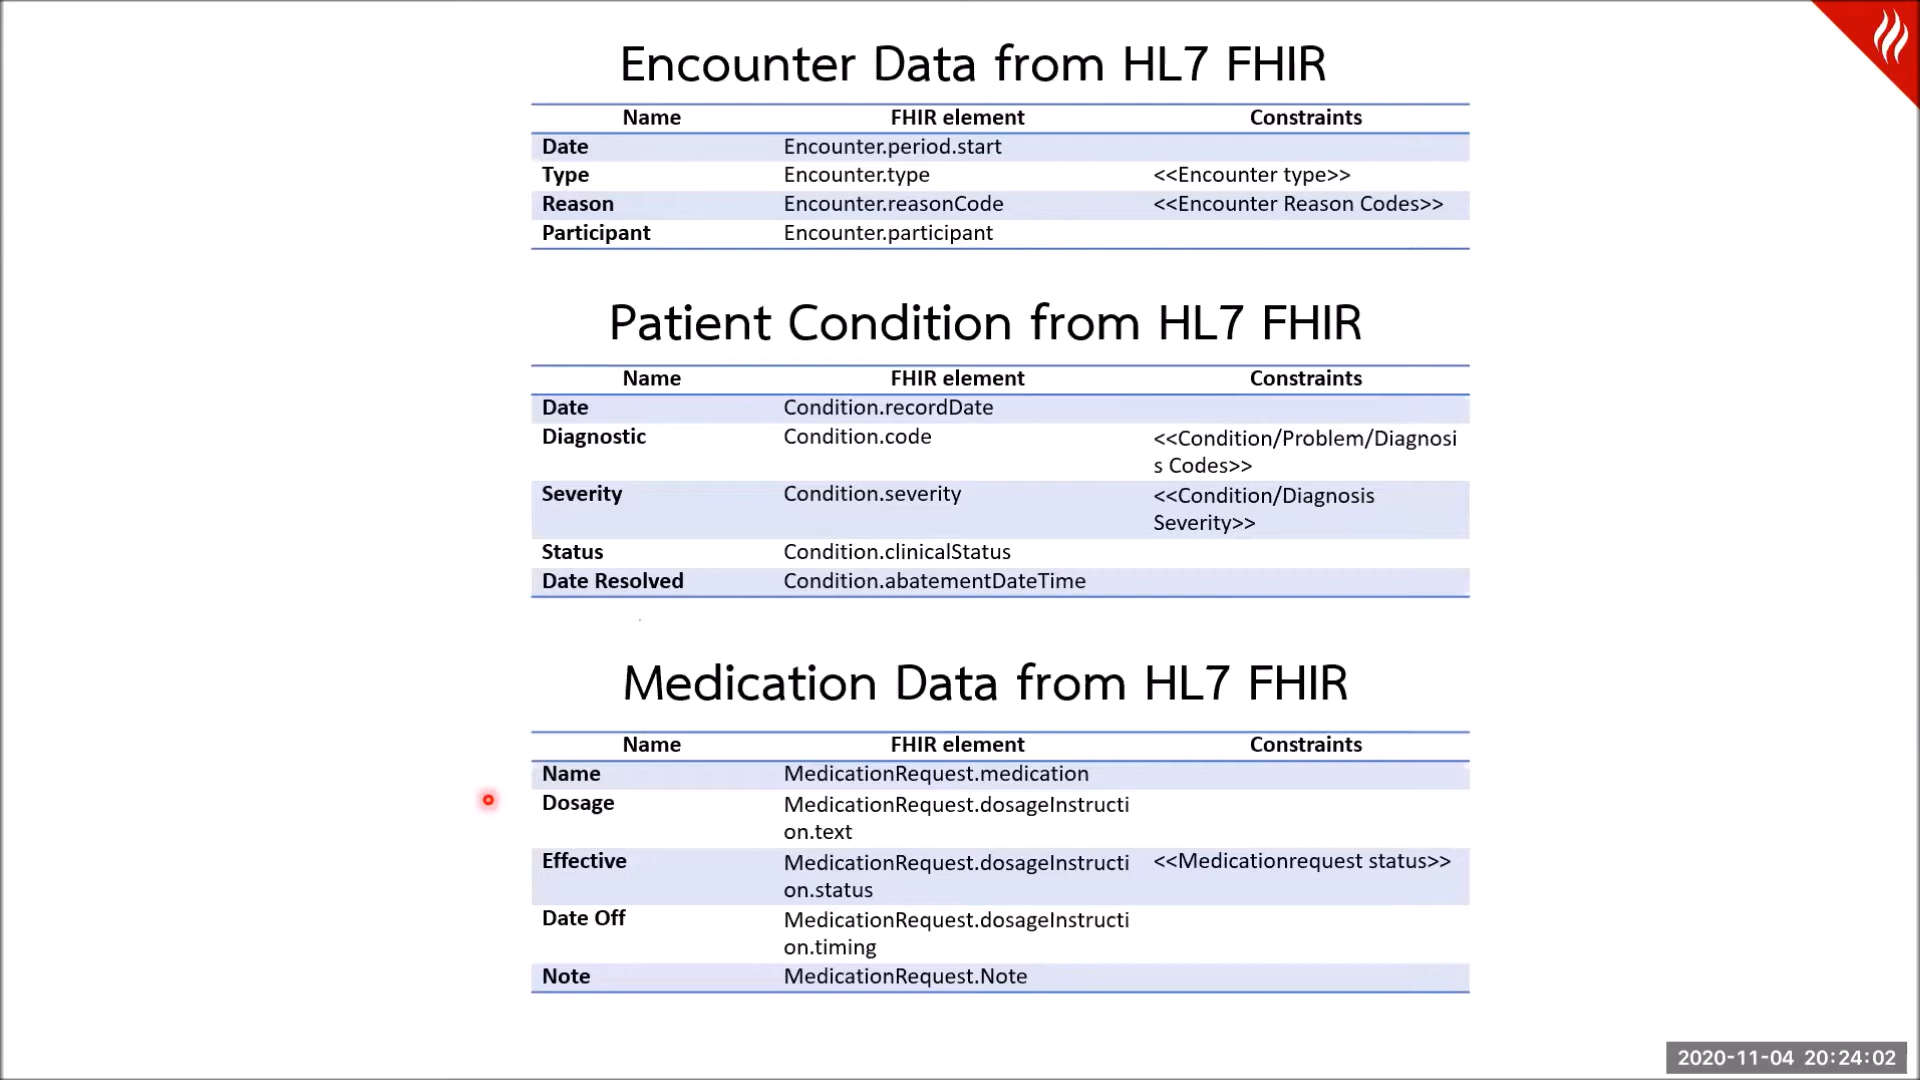 Encounter Data from HL7 FHIR
Name FHIR element Constraints
Date Encounter.period.start
Type Encounter.type <<Encounter type>>
Reason Encounter.reasonCode <<Encounter Reason Codes>>
Participant Encounter.participant
Patient Condition from HL7 FHIR
Name FHIR element Constraints
Date Condition.recordDate
Diagnostic Condition.code <<Condition/Problem/Diagnosi
s Codes>>
Severity Condition.severity <<Condition/Diagnosis
Severity>>
Status Condition.clinicalStatus
Date Resolved Condition.abatementDateTime
Medication Data from HL7 FHIR
Name FHIR element Constraints
Name MedicationRequest.medication
Dosage MedicationRequest.dosageInstructi
on.text
Effective MedicationRequest.dosageInstructi <<Medicationrequest status>>
on.status
Date Off MedicationRequest.dosageInstructi
on.timing
Note MedicationRequest.Note
2020-11-04 20:24:02